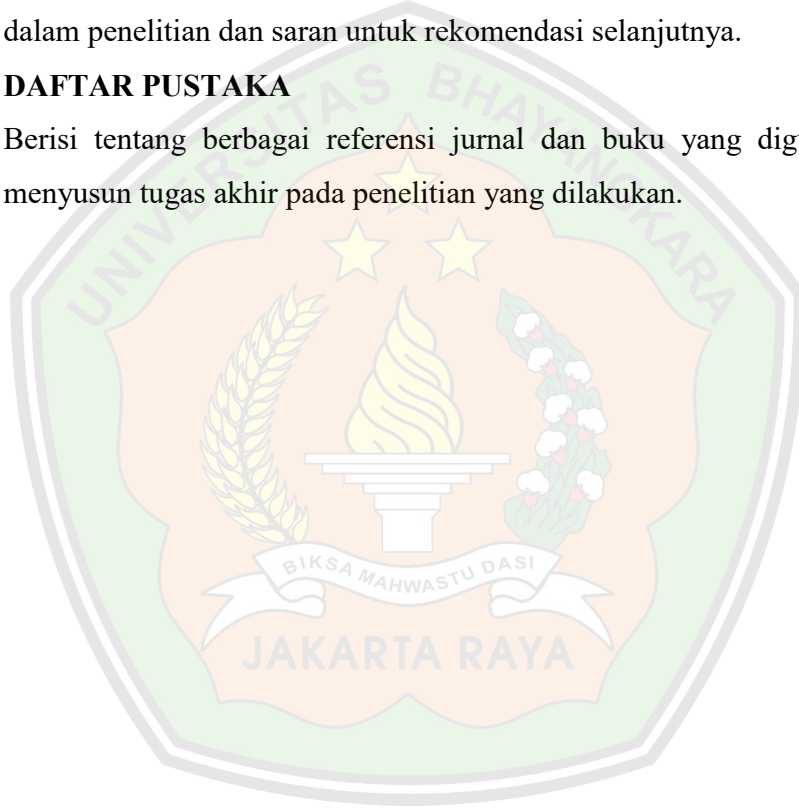 dalam penelitian dan saran untuk rekomendasi selanjutnya.
DAFTAR PUSTAKA
Berisi tentang berbagai referensi jurnal dan buku yang
menyusun tugas akhir pada penelitian yang dilakukan.
UNIVERSITAS BHAYANGKARA
BIKSA MAHWASTU DASI
JAKARTA RAYA